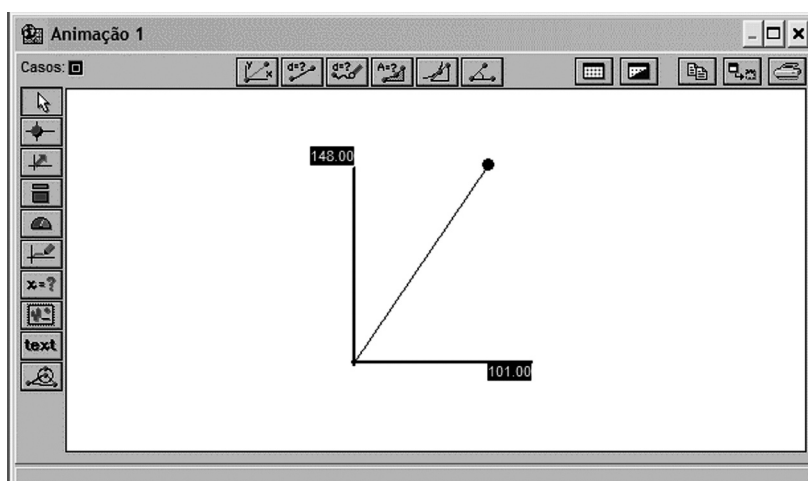 Animação 1
Casos:
Y x
d=?
d=?
A=?
x=?
text
148.00
101.00